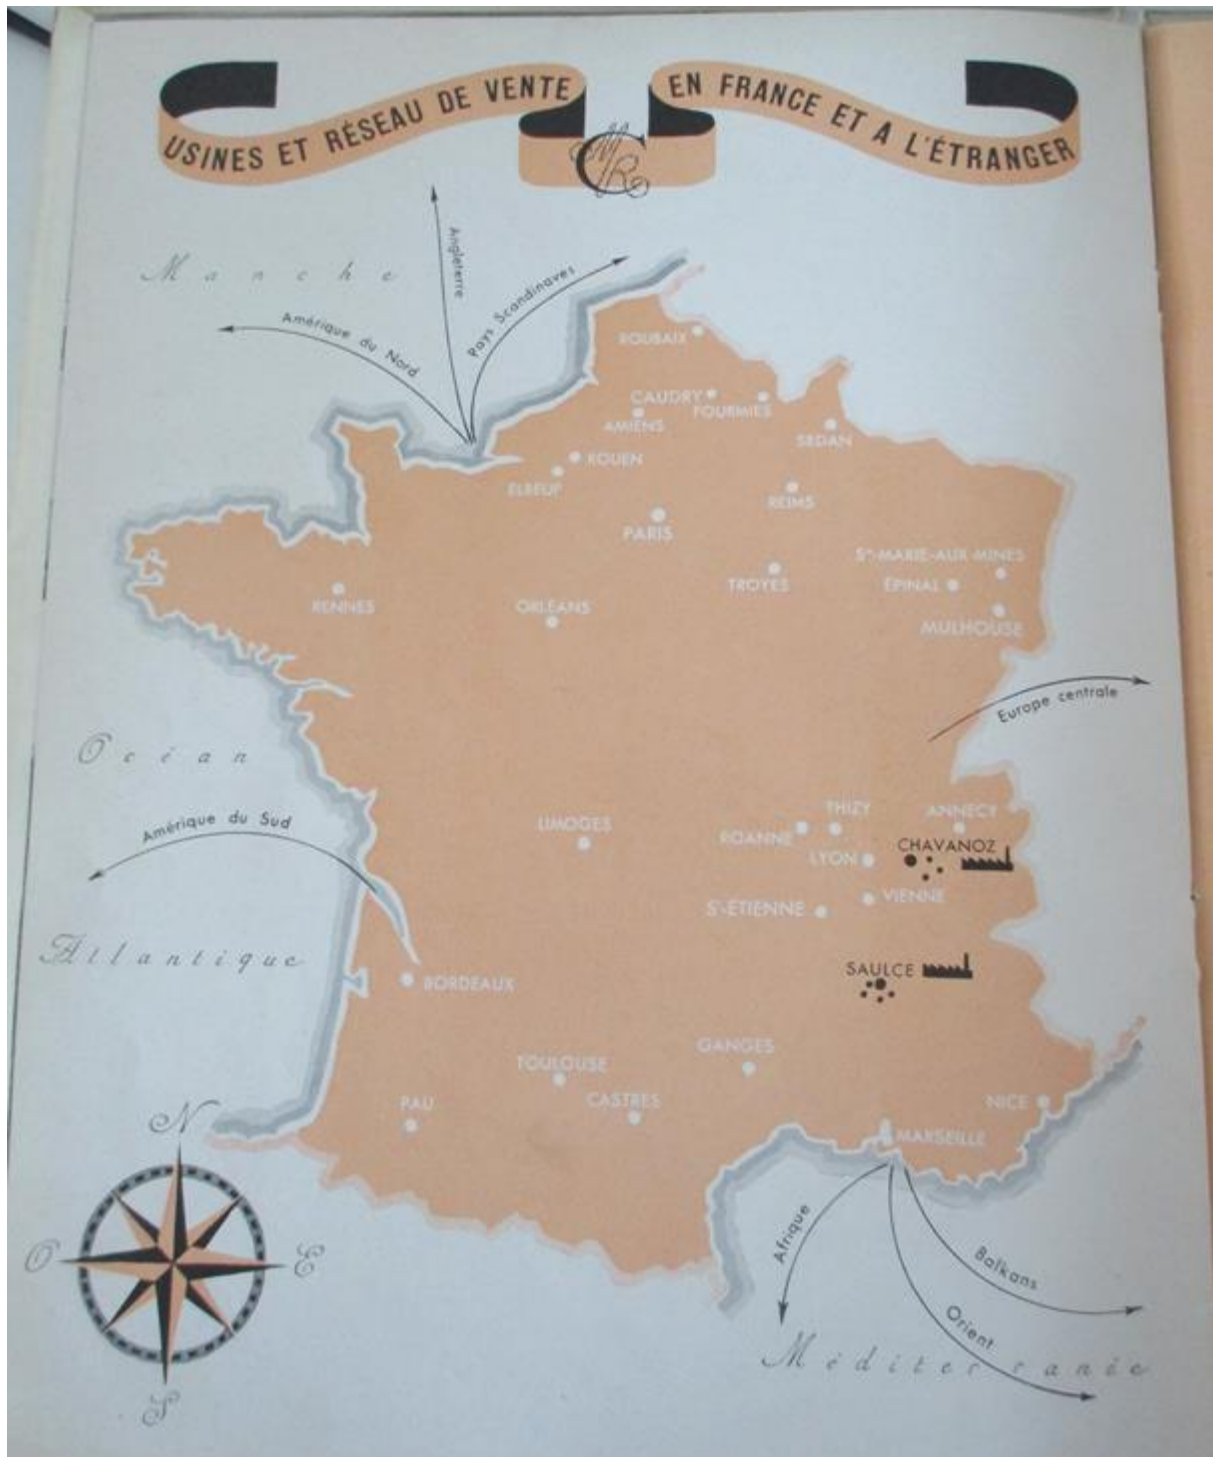 USINES ET RÉSEAU DE VENTE EN FRANCE ET A L'ÉTRANGER
MRC
Manche
Angleterre
Pays Scandinaves
Amérique du Nord
ROUBAIX
CAUDRY
FOURMIES
AMIENS
SEDAN
ROUEN
ELBEUF
REIMS
PARIS
Ste-MARIE-AUX-MINES
TROYES
ÉPINAL
RENNES
ORLÉANS
MULHOUSE
Europe centrale
Océan
Amérique du Sud
THIZY
ANNECY
LIMOGES
ROANNE
CHAVANOZ
LYON
VIENNE
St-ETIENNE
Atlantique
SAULCE
BORDEAUX
GANGES
TOULOUSE
CASTRES
PAU
NICE
MARSEILLE
N
O
E
S
Afrique
Balkans
Orient
Méditerranée